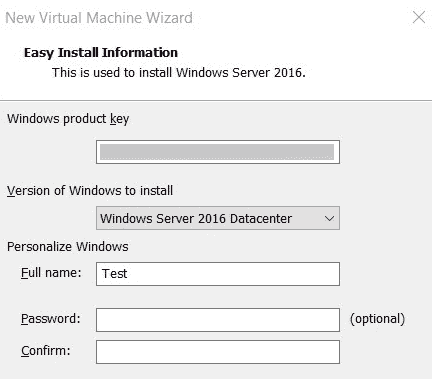 New Virtual Machine Wizard
Easy Install Information
This is used to install Windows Server 2016.
Windows product key
Version of Windows to install
Windows Server 2016 Datacenter
Personalize Windows
Full name: Test
Password: (optional)
Confirm: